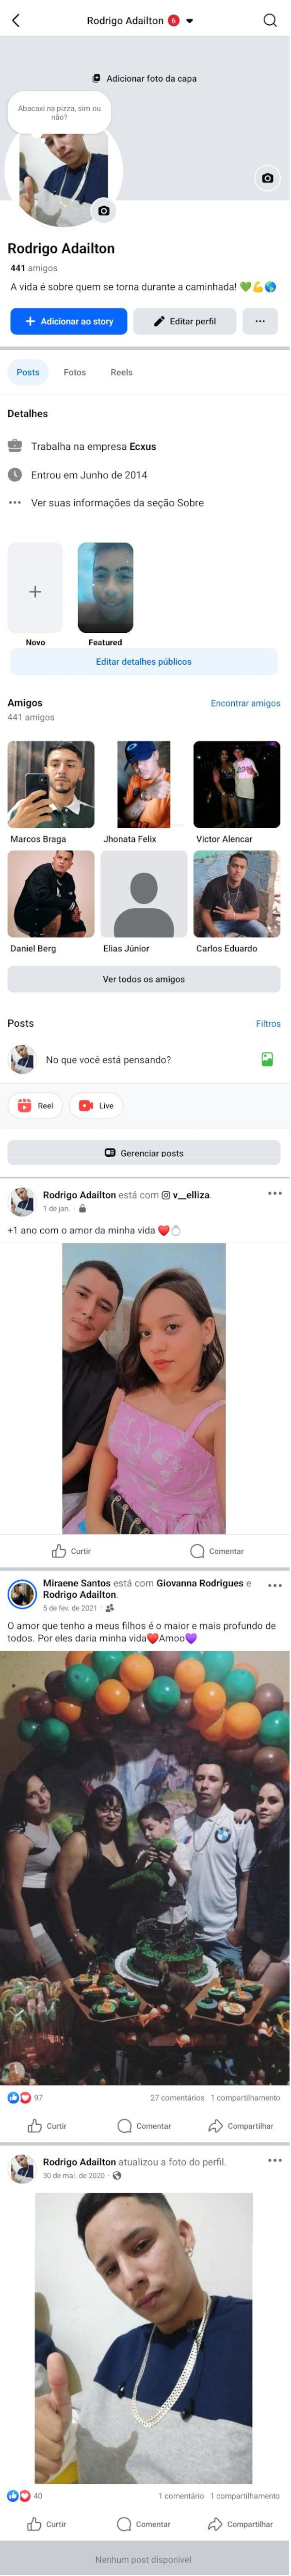 Rodrigo Adailton 6
Adicionar foto da capa
Abacaxi na pizza, sim ou
não?
Rodrigo Adailton
441 amigos
A vida é sobre quem se torna durante a caminhada! 💚💪🌎
Adicionar ao story
Editar perfil
Posts
Fotos
Reels
Detalhes
Trabalha na empresa Ecxus
Entrou em Junho de 2014
Ver suas informações da seção Sobre
Novo
Featured
Editar detalhes públicos
Amigos
Encontrar amigos
441 amigos
Marcos Braga
Jhonata Felix
Victor Alencar
Daniel Berg
Elias Júnior
Carlos Eduardo
Ver todos os amigos
Posts
Filtros
No que você está pensando?
Reel
Live
Gerenciar posts
Rodrigo Adailton está com v__elliza.
1 de jan. ·
+1 ano com o amor da minha vida ❤️💍
Curtir
Comentar
Miraene Santos está com Giovanna Rodrigues e
Rodrigo Adailton.
5 de fev. de 2021 ·
O amor que tenho a meus filhos é o maior e mais profundo de
todos. Por eles daria minha vida❤️Amoo💜
97
27 comentários 1 compartilhamento
Curtir
Comentar
Compartilhar
Rodrigo Adailton atualizou a foto do perfil.
30 de mai. de 2020 ·
40
1 comentário 1 compartilhamento
Curtir
Comentar
Compartilhar
Nenhum post disponível